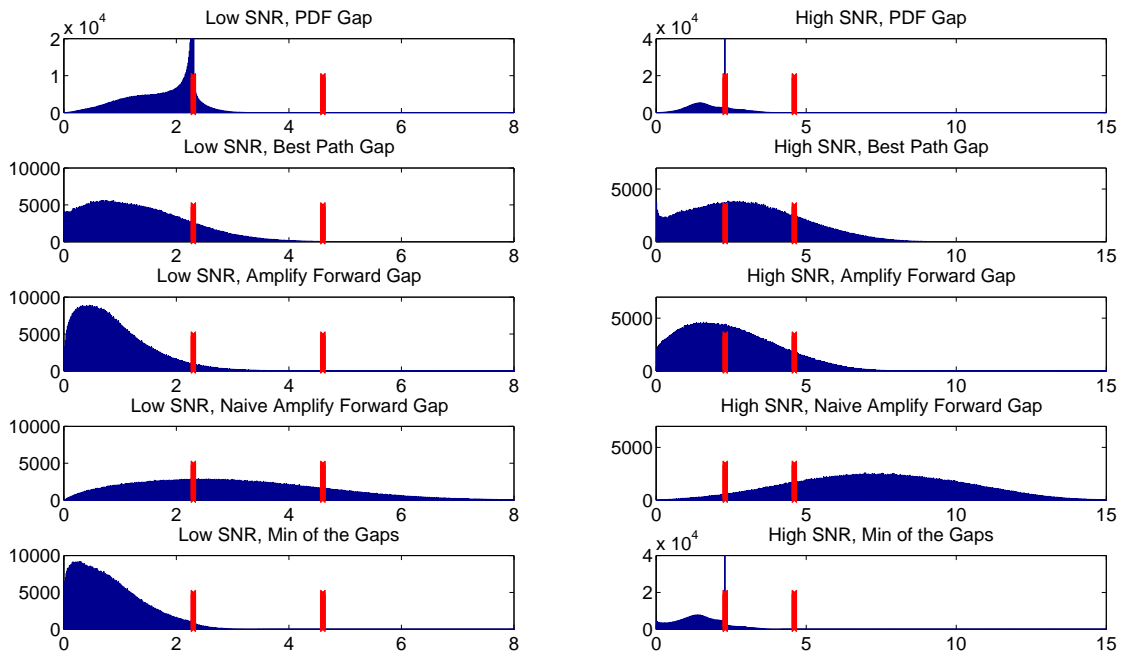 Low SNR, PDF Gap
x 10^4
2
1
0
0 2 4 6 8
Low SNR, Best Path Gap
10000
5000
0
0 2 4 6 8
Low SNR, Amplify Forward Gap
10000
5000
0
0 2 4 6 8
Low SNR, Naive Amplify Forward Gap
10000
5000
0
0 2 4 6 8
Low SNR, Min of the Gaps
10000
5000
0
0 2 4 6 8
High SNR, PDF Gap
x 10^4
4
2
0
0 5 10 15
High SNR, Best Path Gap
5000
0
0 5 10 15
High SNR, Amplify Forward Gap
5000
0
0 5 10 15
High SNR, Naive Amplify Forward Gap
5000
0
0 5 10 15
High SNR, Min of the Gaps
x 10^4
4
2
0
0 5 10 15